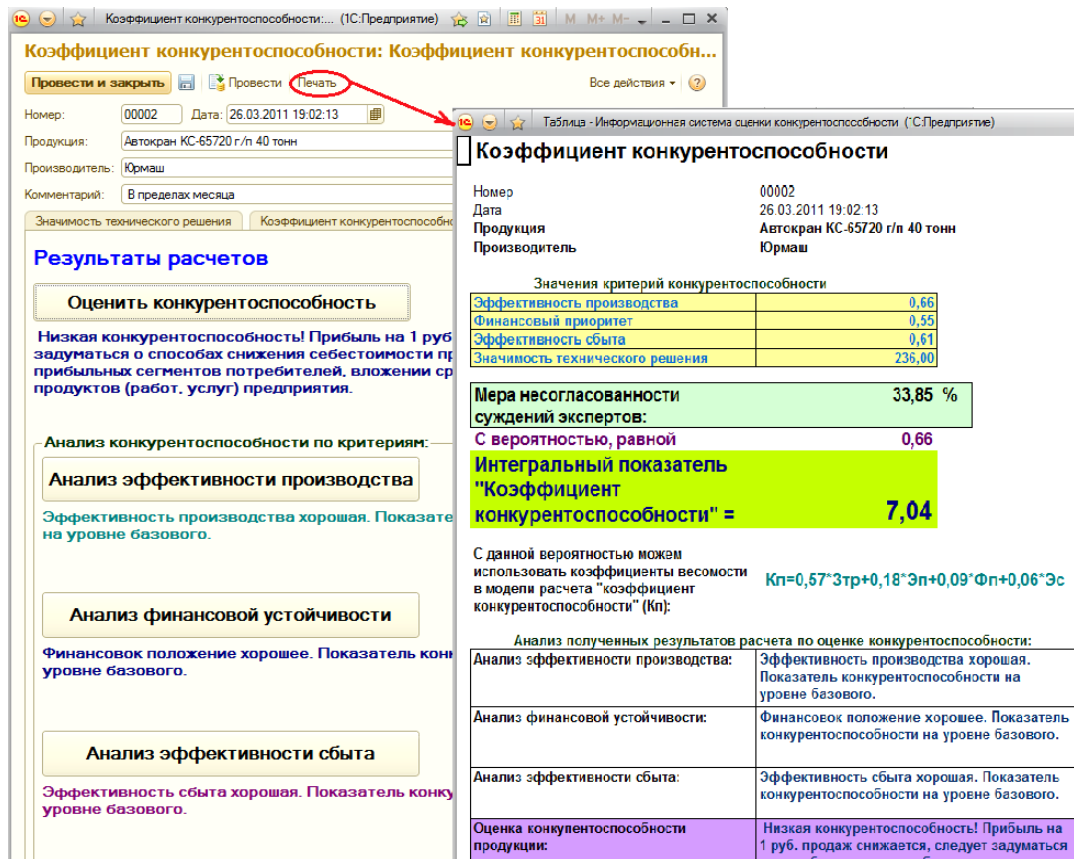 Коэффициент конкурентоспособности:... (1С:Предприятие)
M M+ M-
Коэффициент конкурентоспособности: Коэффициент конкурентоспособн...
Провести и закрыть Провести Печать Все действия
Номер: 00002 Дата: 26.03.2011 19:02:13
Продукция: Автокран КС-65720 г/п 40 тонн
Производитель: Юрмаш
Комментарий: В пределах месяца
Значимость технического решения Коэффициент конкурентоспособно
Результаты расчетов
Оценить конкурентоспособность
Низкая конкурентоспособность! Прибыль на 1 руб
задуматься о способах снижения себестоимости пр
прибыльных сегментов потребителей, вложении ср
продуктов (работ, услуг) предприятия.
Анализ конкурентоспособности по критериям:
Анализ эффективности производства
Эффективность производства хорошая. Показате
на уровне базового.
Анализ финансовой устойчивости
Финансовок положение хорошее. Показатель конк
уровне базового.
Анализ эффективности сбыта
Эффективность сбыта хорошая. Показатель конку
уровне базового.
Таблица - Информационная система оценки конкурентоспособности (1С:Предприятие)
Коэффициент конкурентоспособности
Номер 00002
Дата 26.03.2011 19:02:13
Продукция Автокран КС-65720 г/п 40 тонн
Производитель Юрмаш
Значения критерий конкурентоспособности
Эффективность производства 0,66
Финансовый приоритет 0,55
Эффективность сбыта 0,61
Значимость технического решения 236,00
Мера несогласованности 33,85 %
суждений экспертов:
С вероятностью, равной 0,66
Интегральный показатель
"Коэффициент
конкурентоспособности" = 7,04
С данной вероятностью можем
использовать коэффициенты весомости
в модели расчета "коэффициент
конкурентоспособности" (Кп):
Кп=0,57*Зтр+0,18*Эп+0,09*Фп+0,06*Эс
Анализ полученных результатов расчета по оценке конкурентоспособности:
Анализ эффективности производства: Эффективность производства хорошая.
Показатель конкурентоспособности на
уровне базового.
Анализ финансовой устойчивости: Финансовок положение хорошее. Показатель
конкурентоспособности на уровне базового.
Анализ эффективности сбыта: Эффективность сбыта хорошая. Показатель
конкурентоспособности на уровне базового.
Оценка конкупентоспособности Низкая конкурентоспособность! Прибыль на
продукции: 1 руб. продаж снижается, следует задуматься